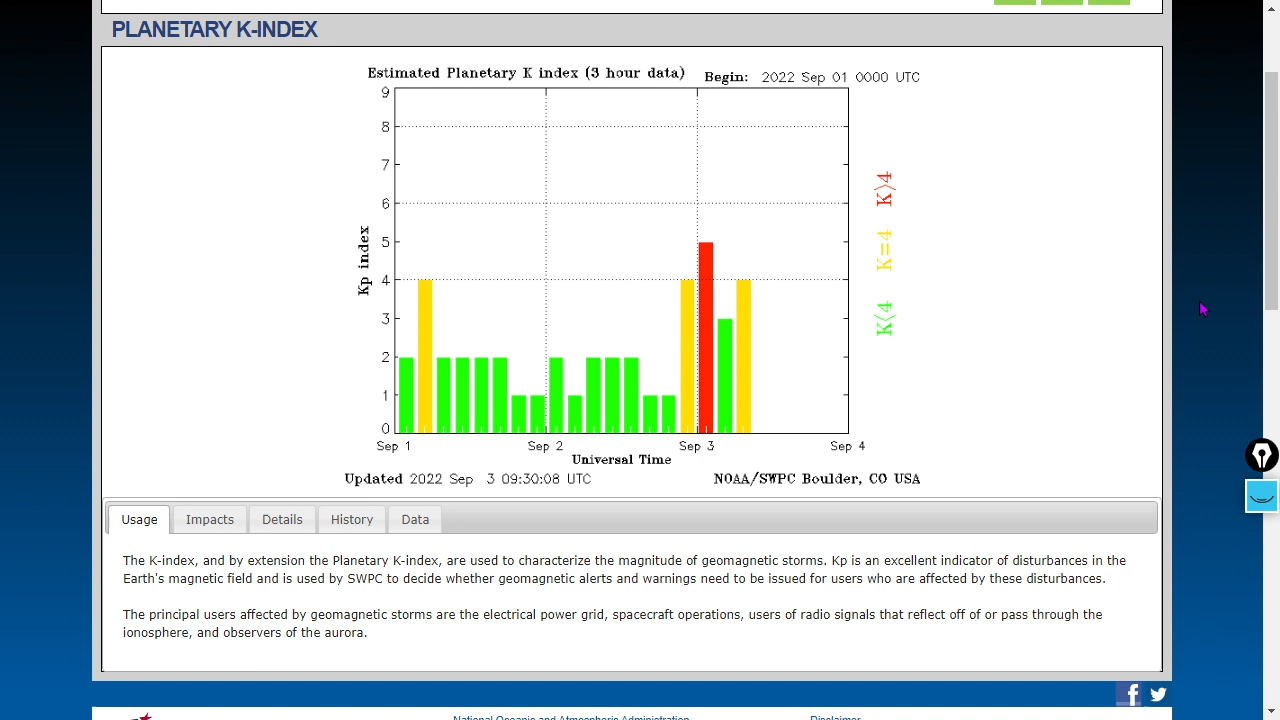 PLANETARY K-INDEX
Estimated Planetary K index (3 hour data) Begin: 2022 Sep 01 0000 UTC
9
8
7
6
5
4
3
2
1
0
Kp index
K>4
K=4
K<4
Sep 1 Sep 2 Sep 3 Sep 4
Universal Time
Updated 2022 Sep 3 09:30:08 UTC NOAA/SWPC Boulder, CO USA
Usage Impacts Details History Data
The K-index, and by extension the Planetary K-index, are used to characterize the magnitude of geomagnetic storms. Kp is an excellent indicator of disturbances in the
Earth's magnetic field and is used by SWPC to decide whether geomagnetic alerts and warnings need to be issued for users who are affected by these disturbances.
The principal users affected by geomagnetic storms are the electrical power grid, spacecraft operations, users of radio signals that reflect off of or pass through the
ionosphere, and observers of the aurora.
f
National Oceanic and Atmospheric Administration Disclaimer